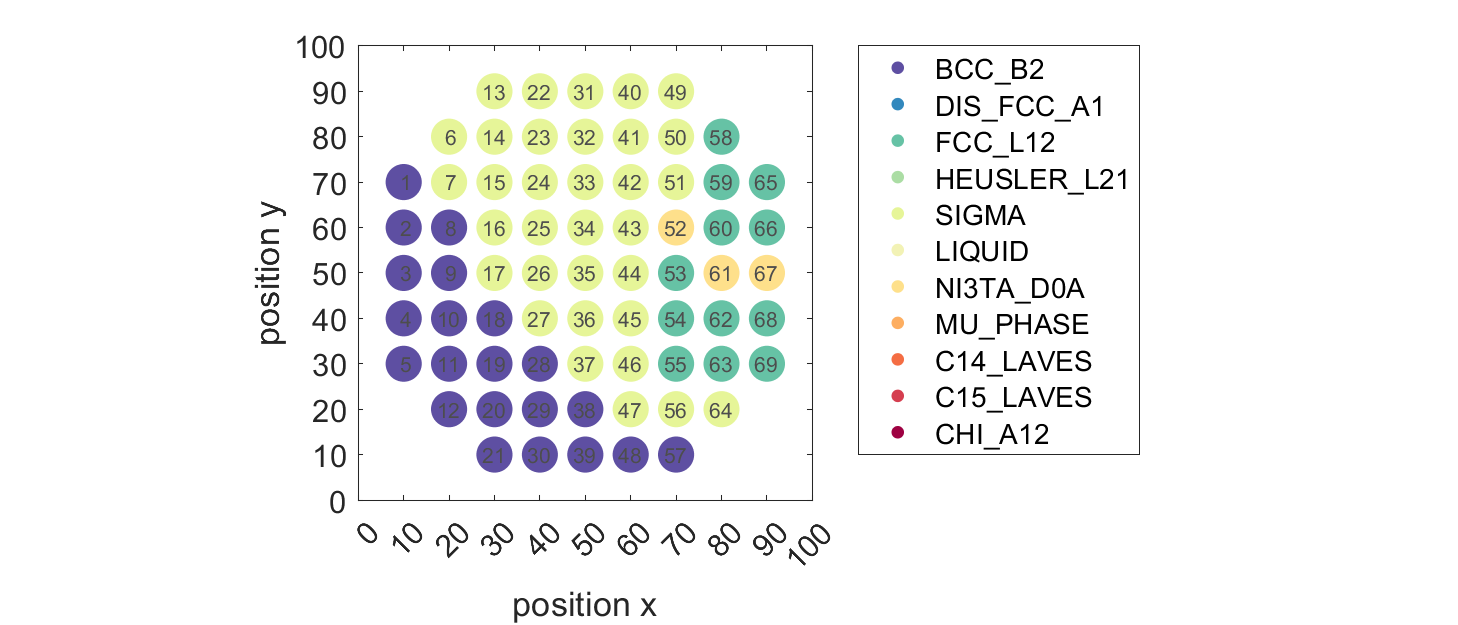 100
90
80
70
60
50
40
30
20
10
0
position y
13 22 31 40 49
6 14 23 32 41 50 58
1 7 15 24 33 42 51 59 65
2 8 16 25 34 43 52 60 66
3 9 17 26 35 44 53 61 67
4 10 18 27 36 45 54 62 68
5 11 19 28 37 46 55 63 69
12 20 29 38 47 56 64
21 30 39 48 57
0 10 20 30 40 50 60 70 80 90 100
position x
BCC_B2
DIS_FCC_A1
FCC_L12
HEUSLER_L21
SIGMA
LIQUID
NI3TA_D0A
MU_PHASE
C14_LAVES
C15_LAVES
CHI_A12